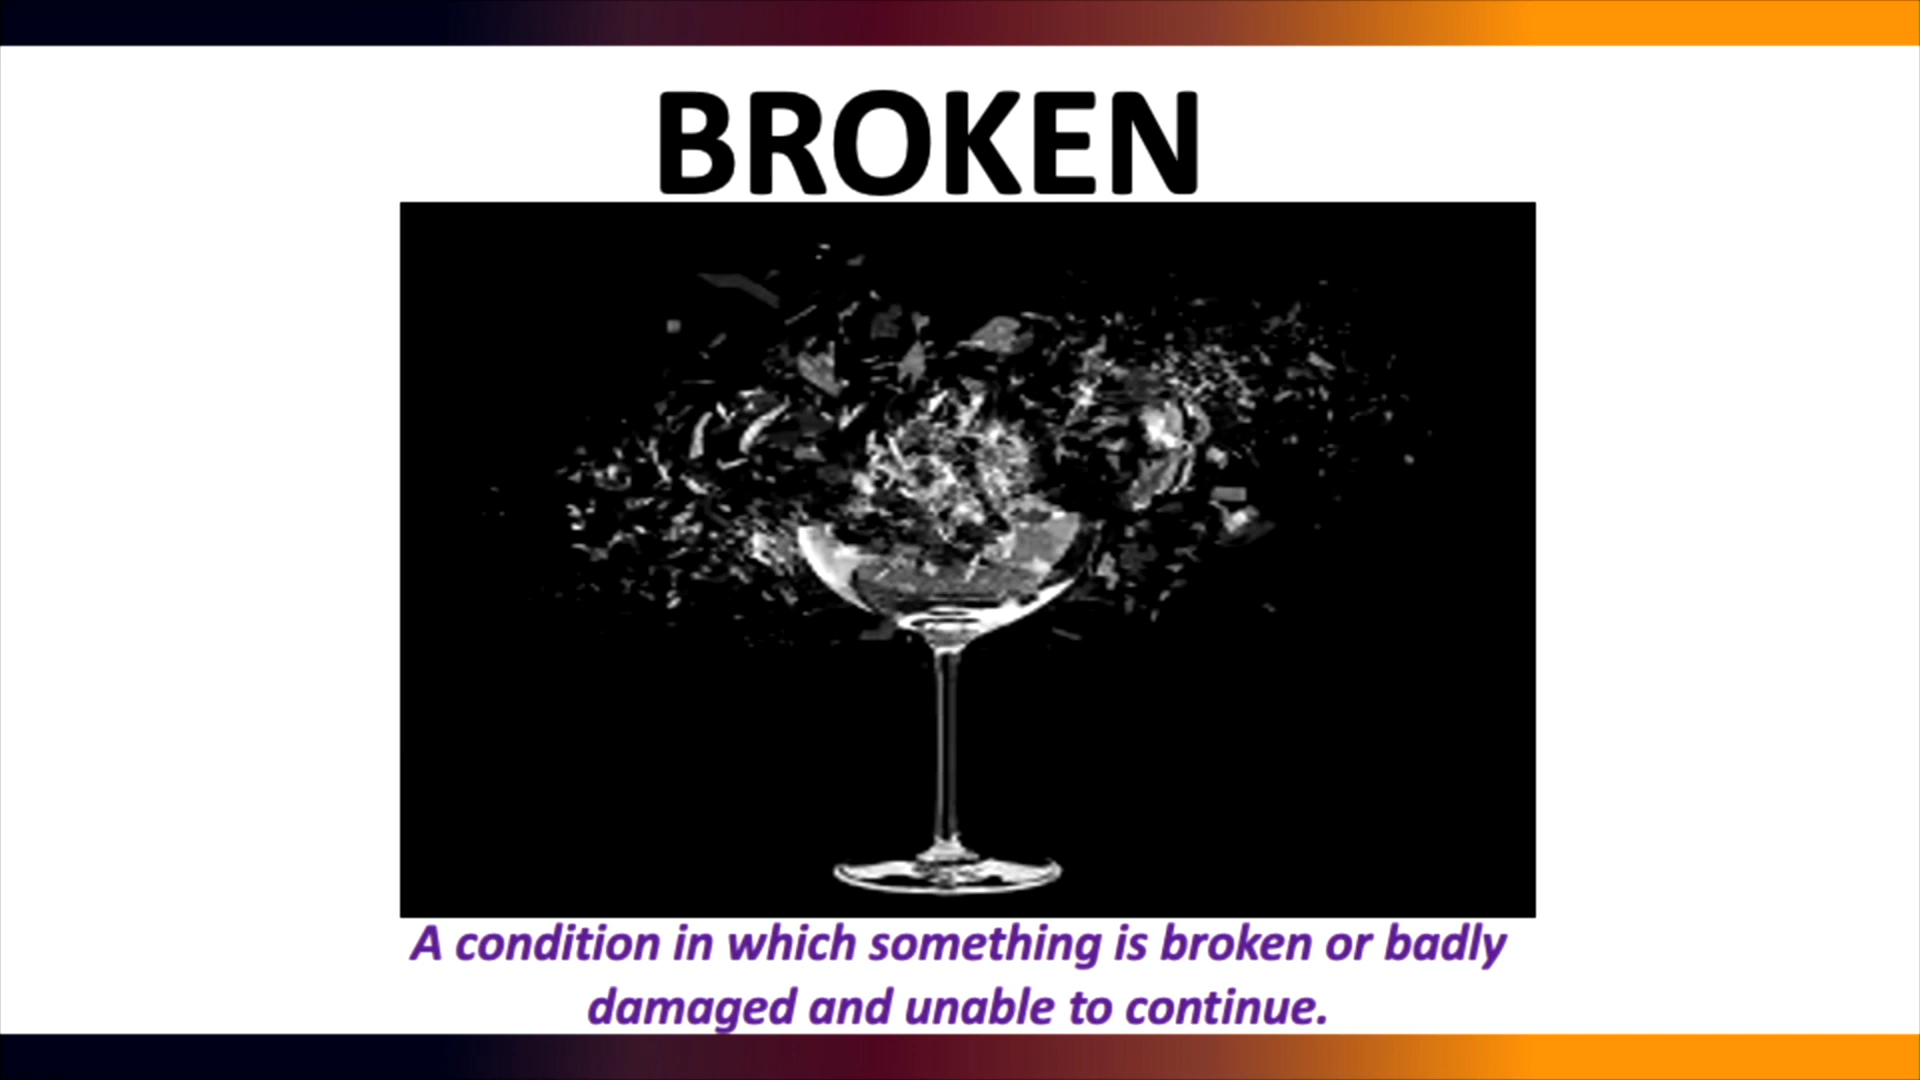 BROKEN
A condition in which something is broken or badly
damaged and unable to continue.